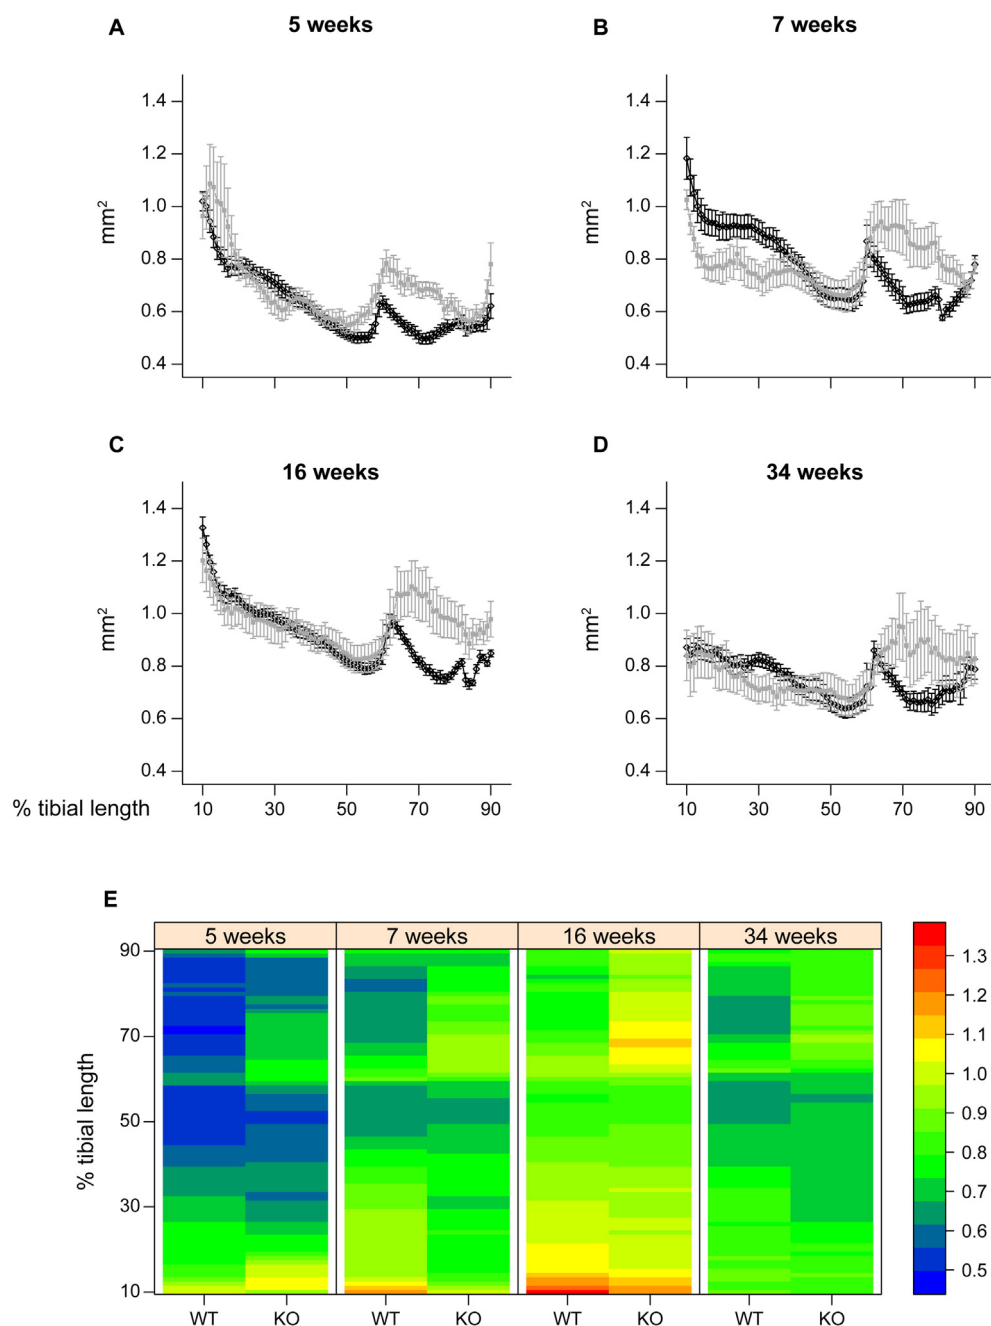 A 5 weeks B 7 weeks
1.4 1.4
1.2 1.2
1.0 1.0
mm² mm²
0.8 0.8
0.6 0.6
0.4 0.4
C 16 weeks D 34 weeks
1.4 1.4
1.2 1.2
1.0 1.0
mm² mm²
0.8 0.8
0.6 0.6
0.4 0.4
% tibial length 10 30 50 70 90 10 30 50 70 90
E
5 weeks 7 weeks 16 weeks 34 weeks
90
70
50
30
10
% tibial length
WT KO WT KO WT KO WT KO
1.3
1.2
1.1
1.0
0.9
0.8
0.7
0.6
0.5